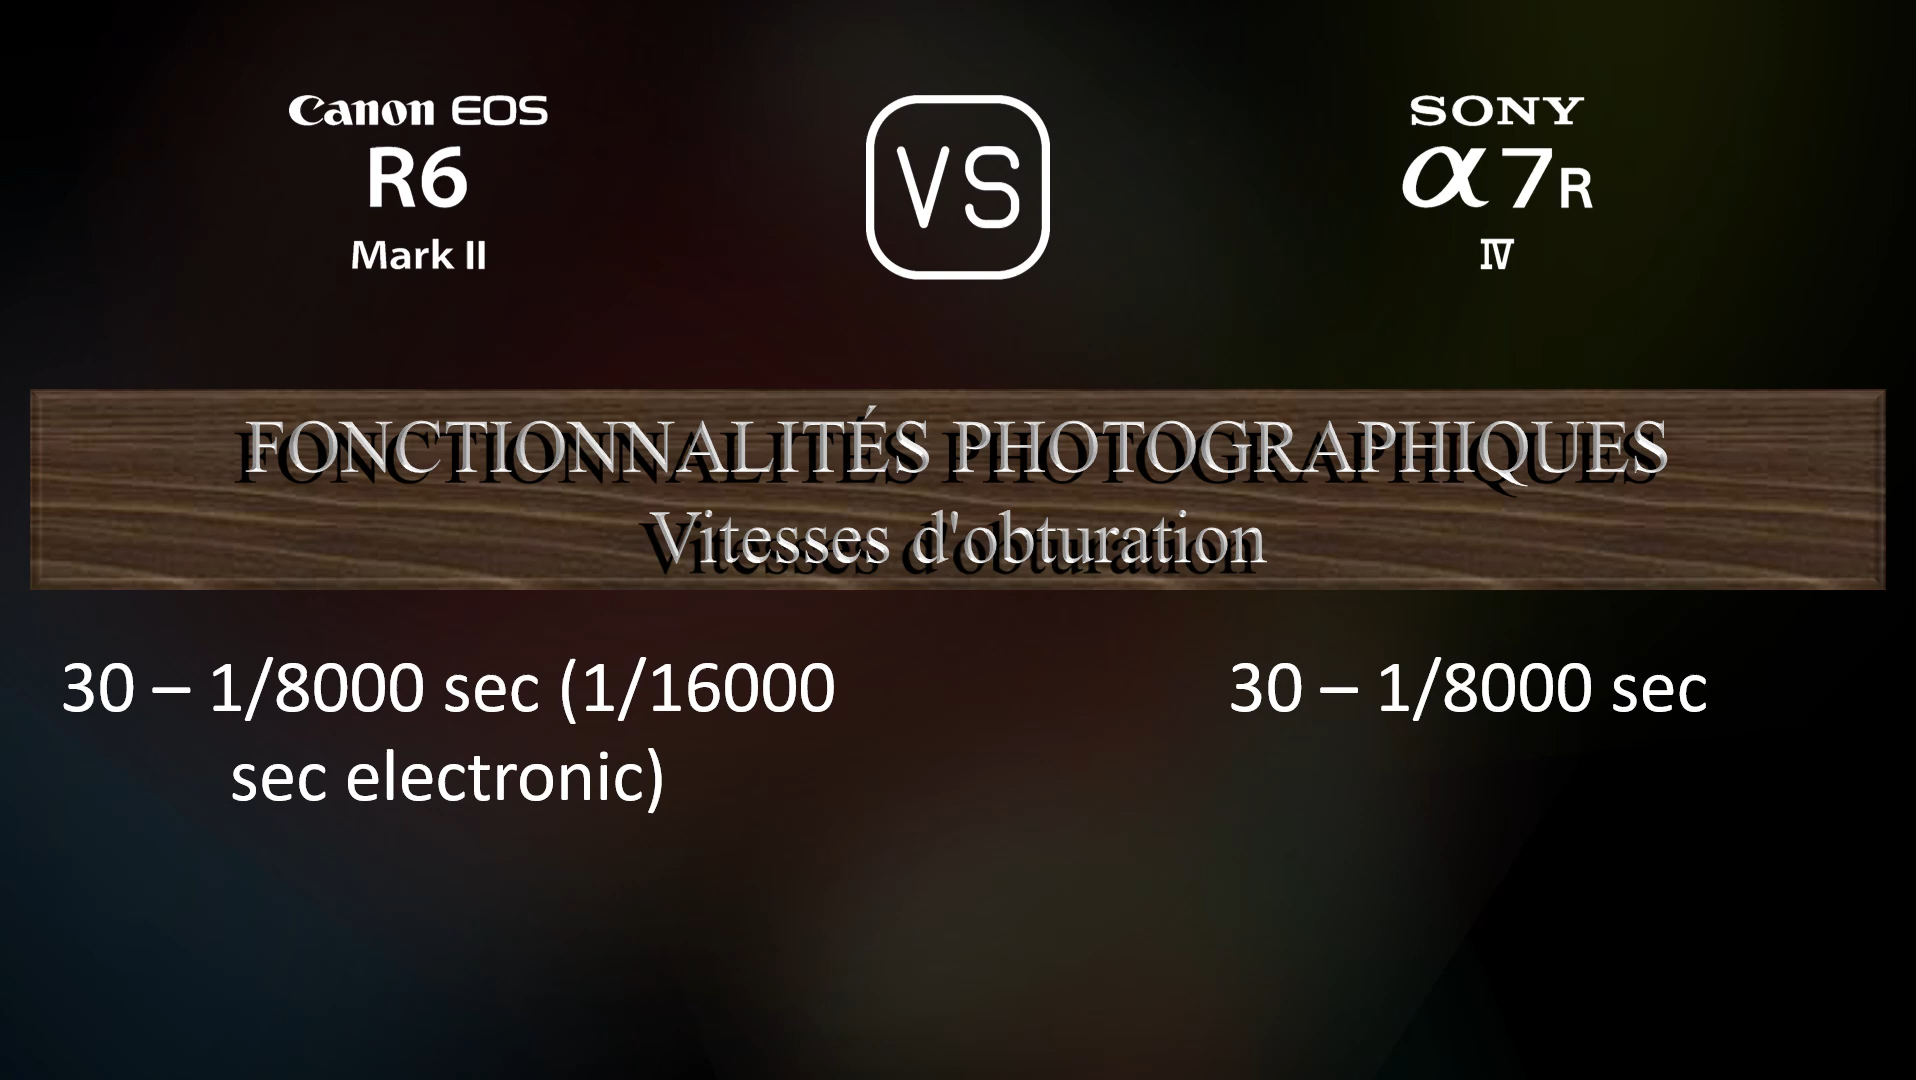 Canon EOS
R6
Mark II
VS
SONY
α7R
IV
FONCTIONNALITÉS PHOTOGRAPHIQUES
Vitesses d'obturation
30 – 1/8000 sec (1/16000
sec electronic)
30 – 1/8000 sec